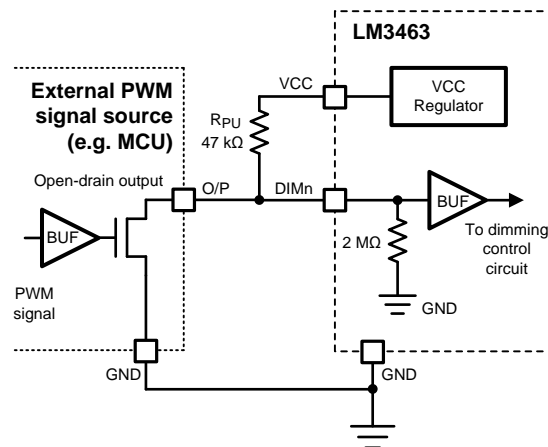 LM3463
External PWM
signal source
(e.g. MCU)
VCC
VCC
Regulator
RPU
47 kΩ
Open-drain output
O/P
DIMn
BUF
BUF
2 MΩ
To dimming
control
circuit
PWM
signal
GND
GND
GND